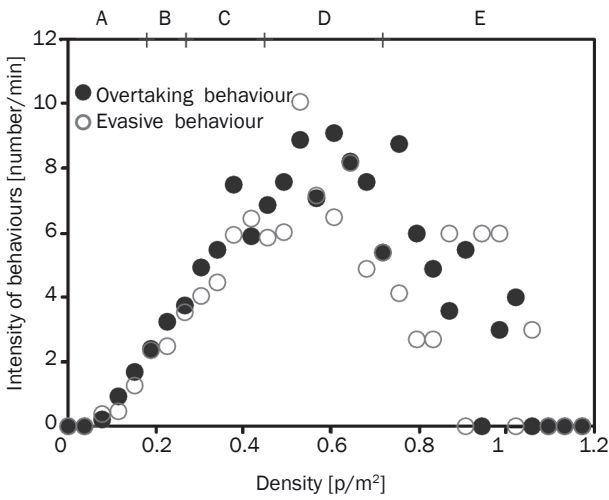 A B C D E
12
10
8
6
4
2
0
Intensity of behaviours [number/min]
Overtaking behaviour
Evasive behaviour
0 0.2 0.4 0.6 0.8 1 1.2
Density [p/m²]